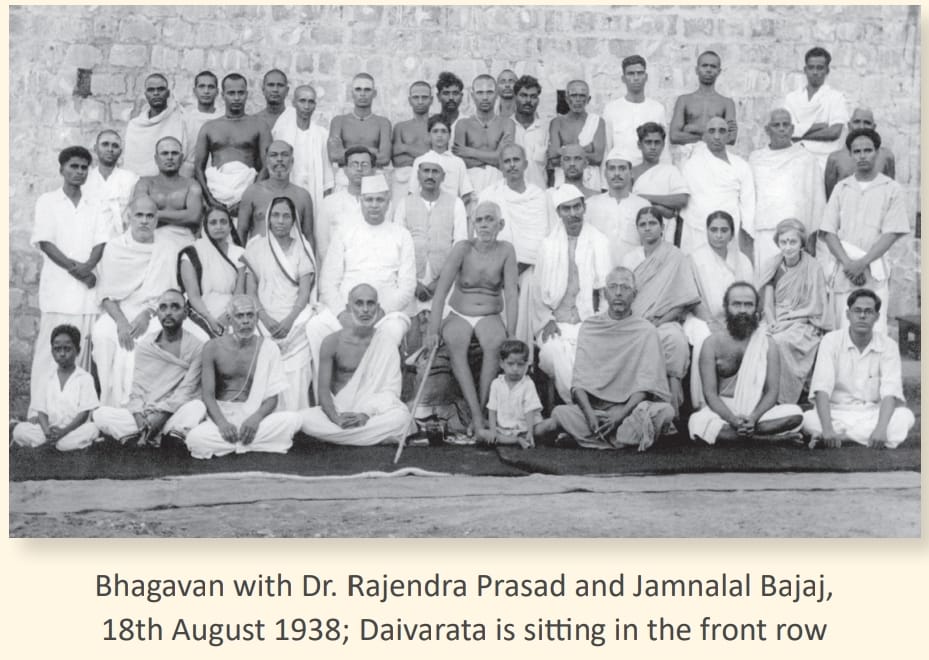 Bhagavan with Dr. Rajendra Prasad and Jamnalal Bajaj,
18th August 1938; Daivarata is sitting in the front row